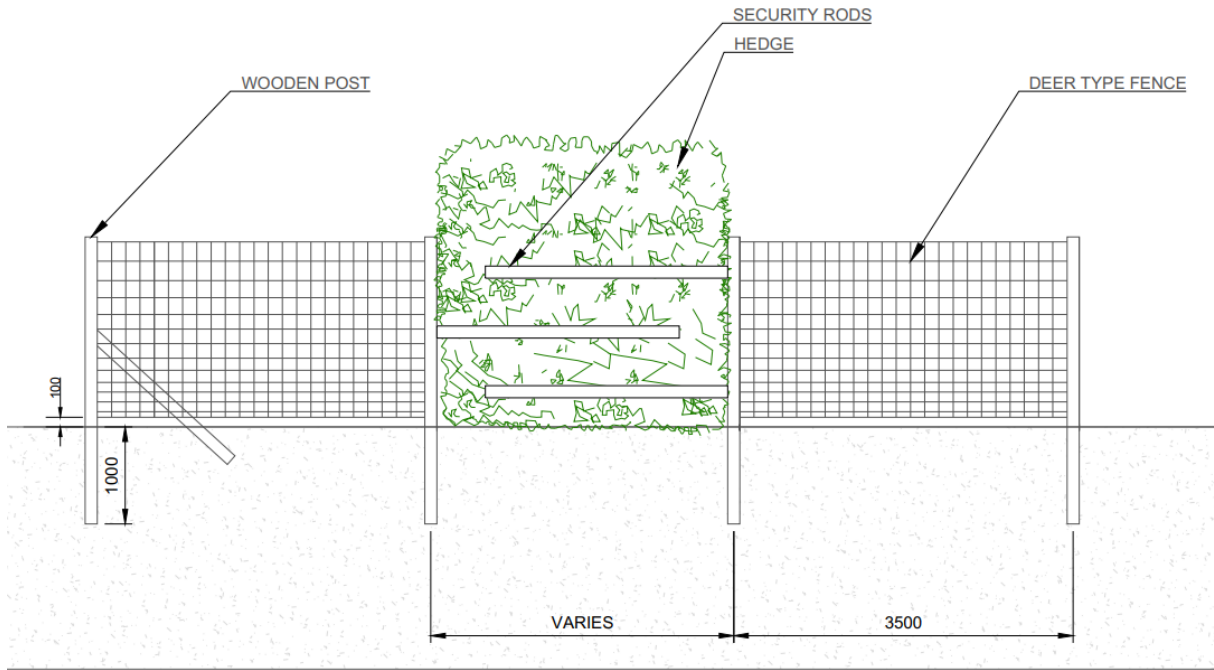 SECURITY RODS
HEDGE
WOODEN POST
DEER TYPE FENCE
100
1000
VARIES
3500